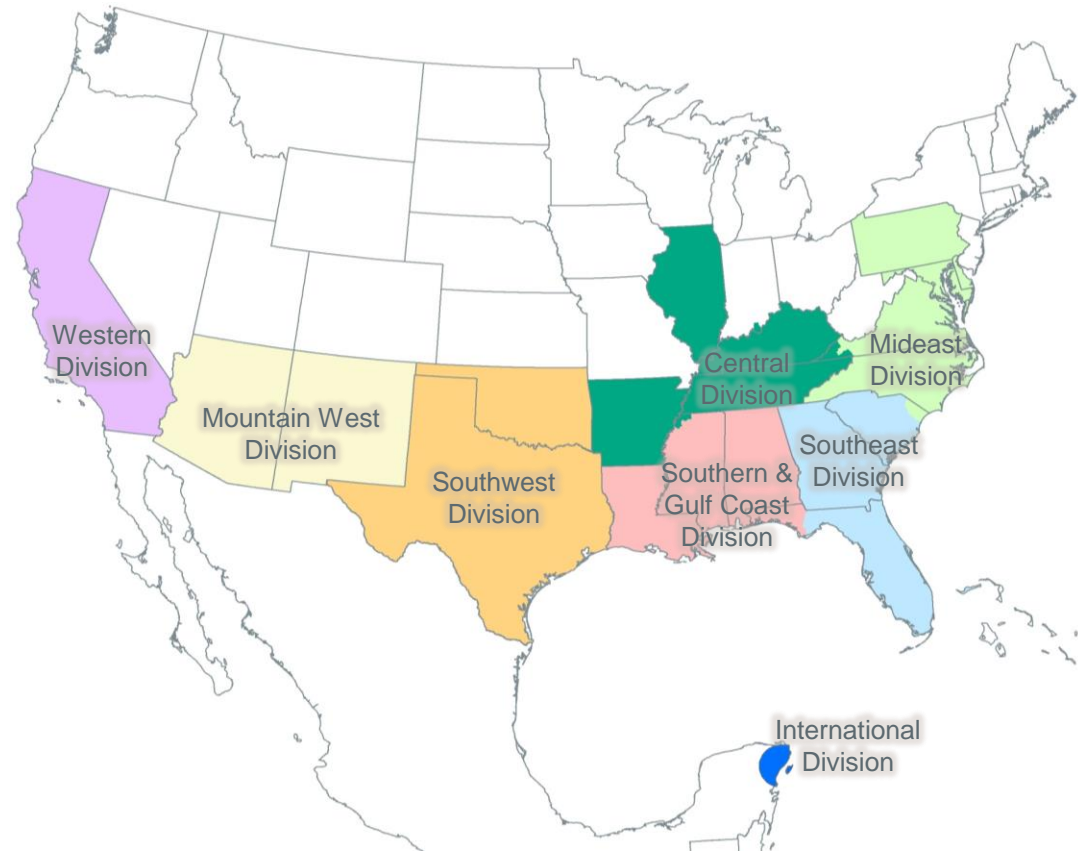 Western
Division
Mountain West
Division
Southwest
Division
Central
Division
Mideast
Division
Southern &
Gulf Coast
Division
Southeast
Division
International
Division